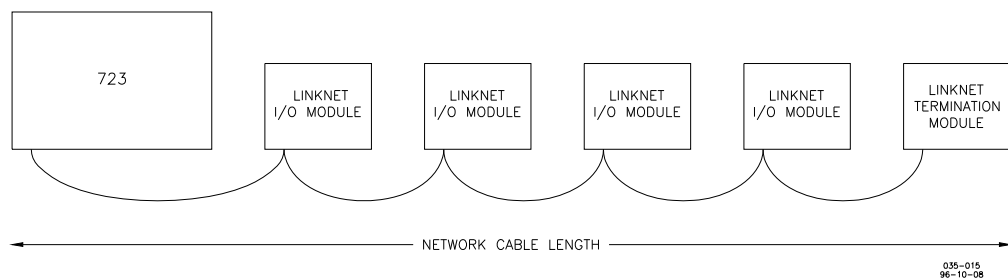 723
LINKNET
I/O MODULE
LINKNET
I/O MODULE
LINKNET
I/O MODULE
LINKNET
I/O MODULE
LINKNET
TERMINATION
MODULE
NETWORK CABLE LENGTH
035-015
96-10-08